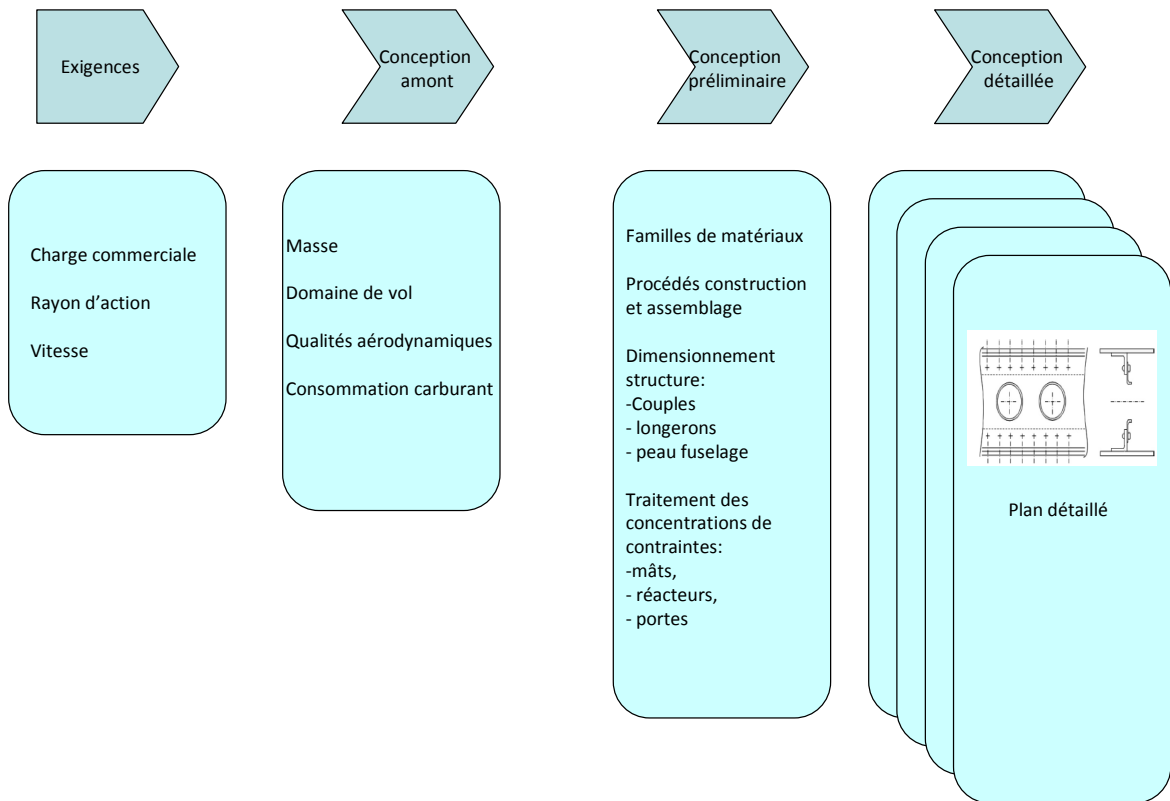 Exigences
Conception
amont
Conception
préliminaire
Conception
détaillée
Charge commerciale
Rayon d’action
Vitesse
Masse
Domaine de vol
Qualités aérodynamiques
Consommation carburant
Familles de matériaux
Procédés construction
et assemblage
Dimensionnement
structure:
-Couples
- longerons
- peau fuselage
Traitement des
concentrations de
contraintes:
-mâts,
- réacteurs,
- portes
Plan détaillé